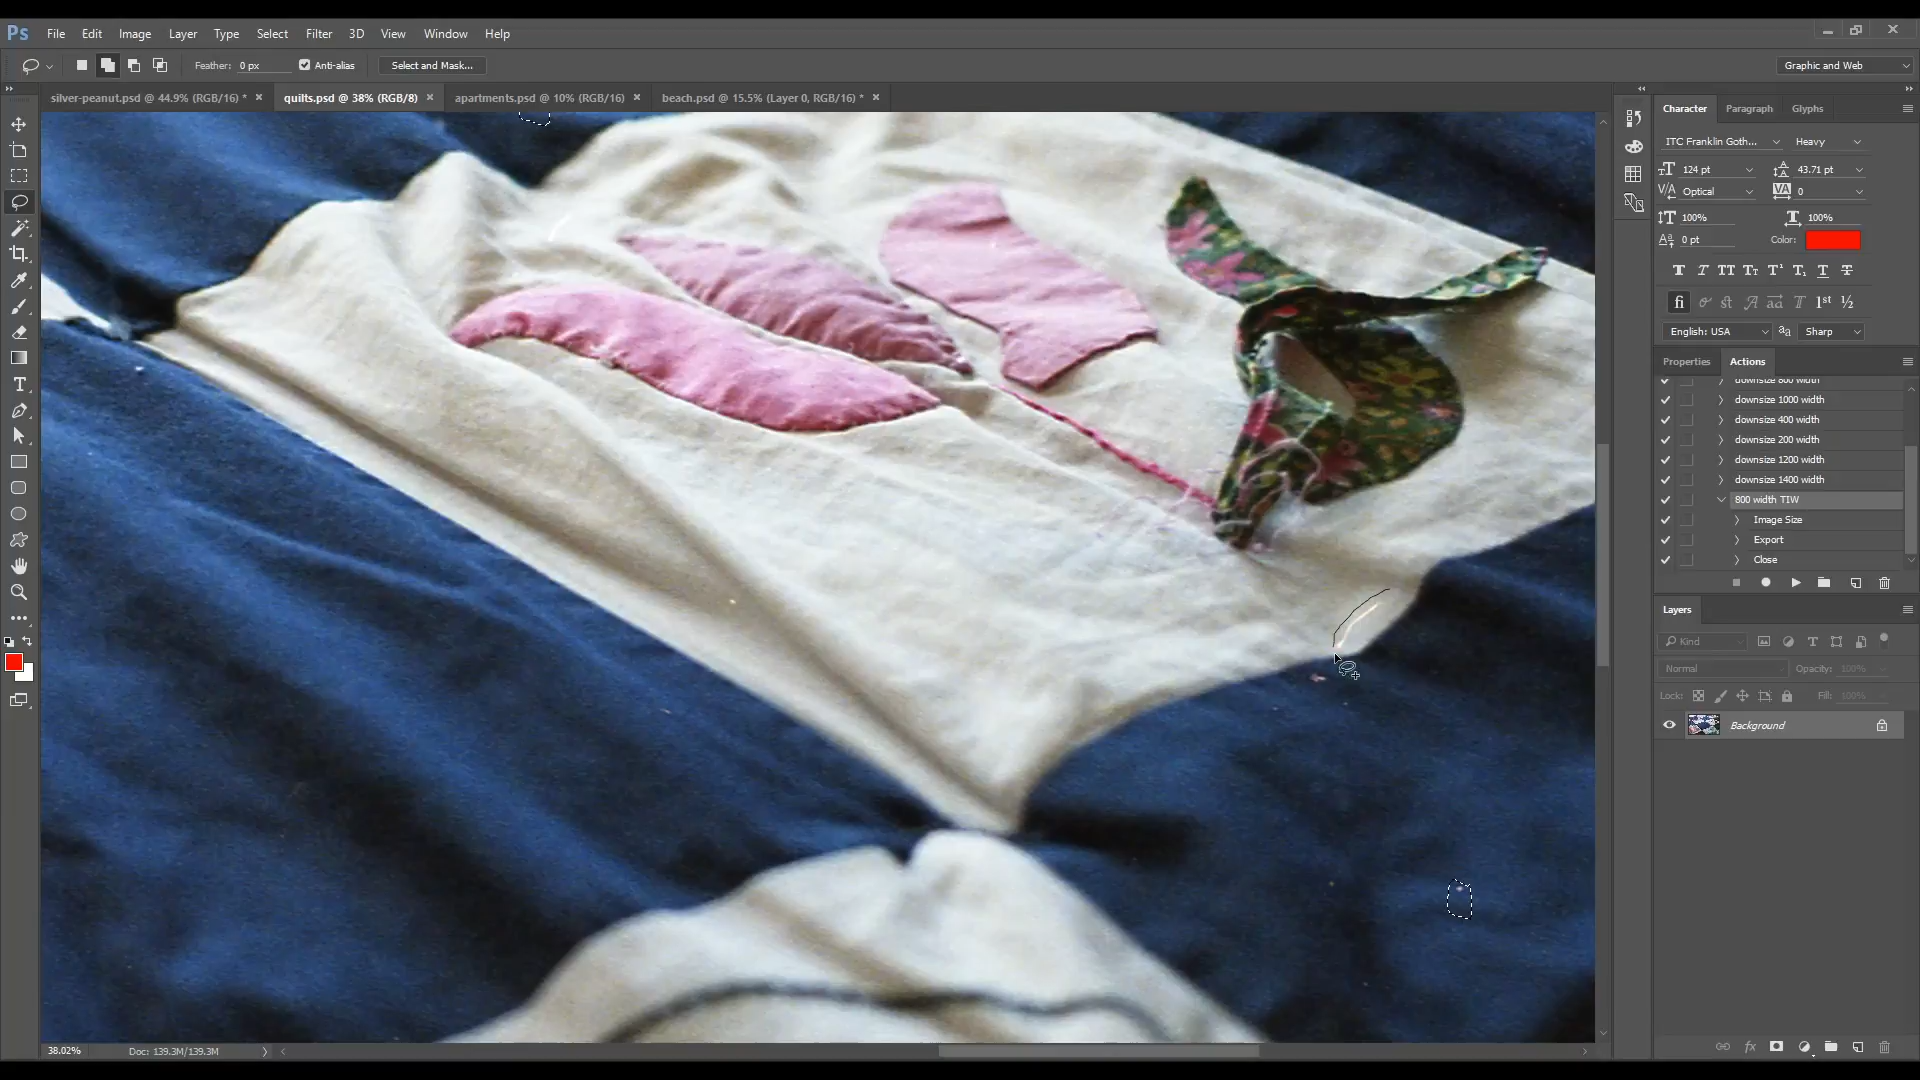 Ps File Edit Image Layer Type Select Filter 3D View Window Help
Feather: 0 px Anti-alias Select and Mask... Graphic and Web
silver-peanut.psd @ 44.9% (RGB/16) * quilts.psd @ 38% (RGB/8) apartments.psd @ 10% (RGB/16) beach.psd @ 15.5% (Layer 0, RGB/16) *
Character Paragraph Glyphs
ITC Franklin Goth... Heavy
124 pt 43.71 pt
Optical 0
100% 100%
0 pt Color:
English: USA Sharp
Properties Actions
downsize 800 width
downsize 1000 width
downsize 400 width
downsize 200 width
downsize 1200 width
downsize 1400 width
800 width TIW
Image Size
Export
Close
Layers
Kind
Normal Opacity: 100%
Lock: Fill: 100%
Background
38.02% Doc: 139.3M/139.3M